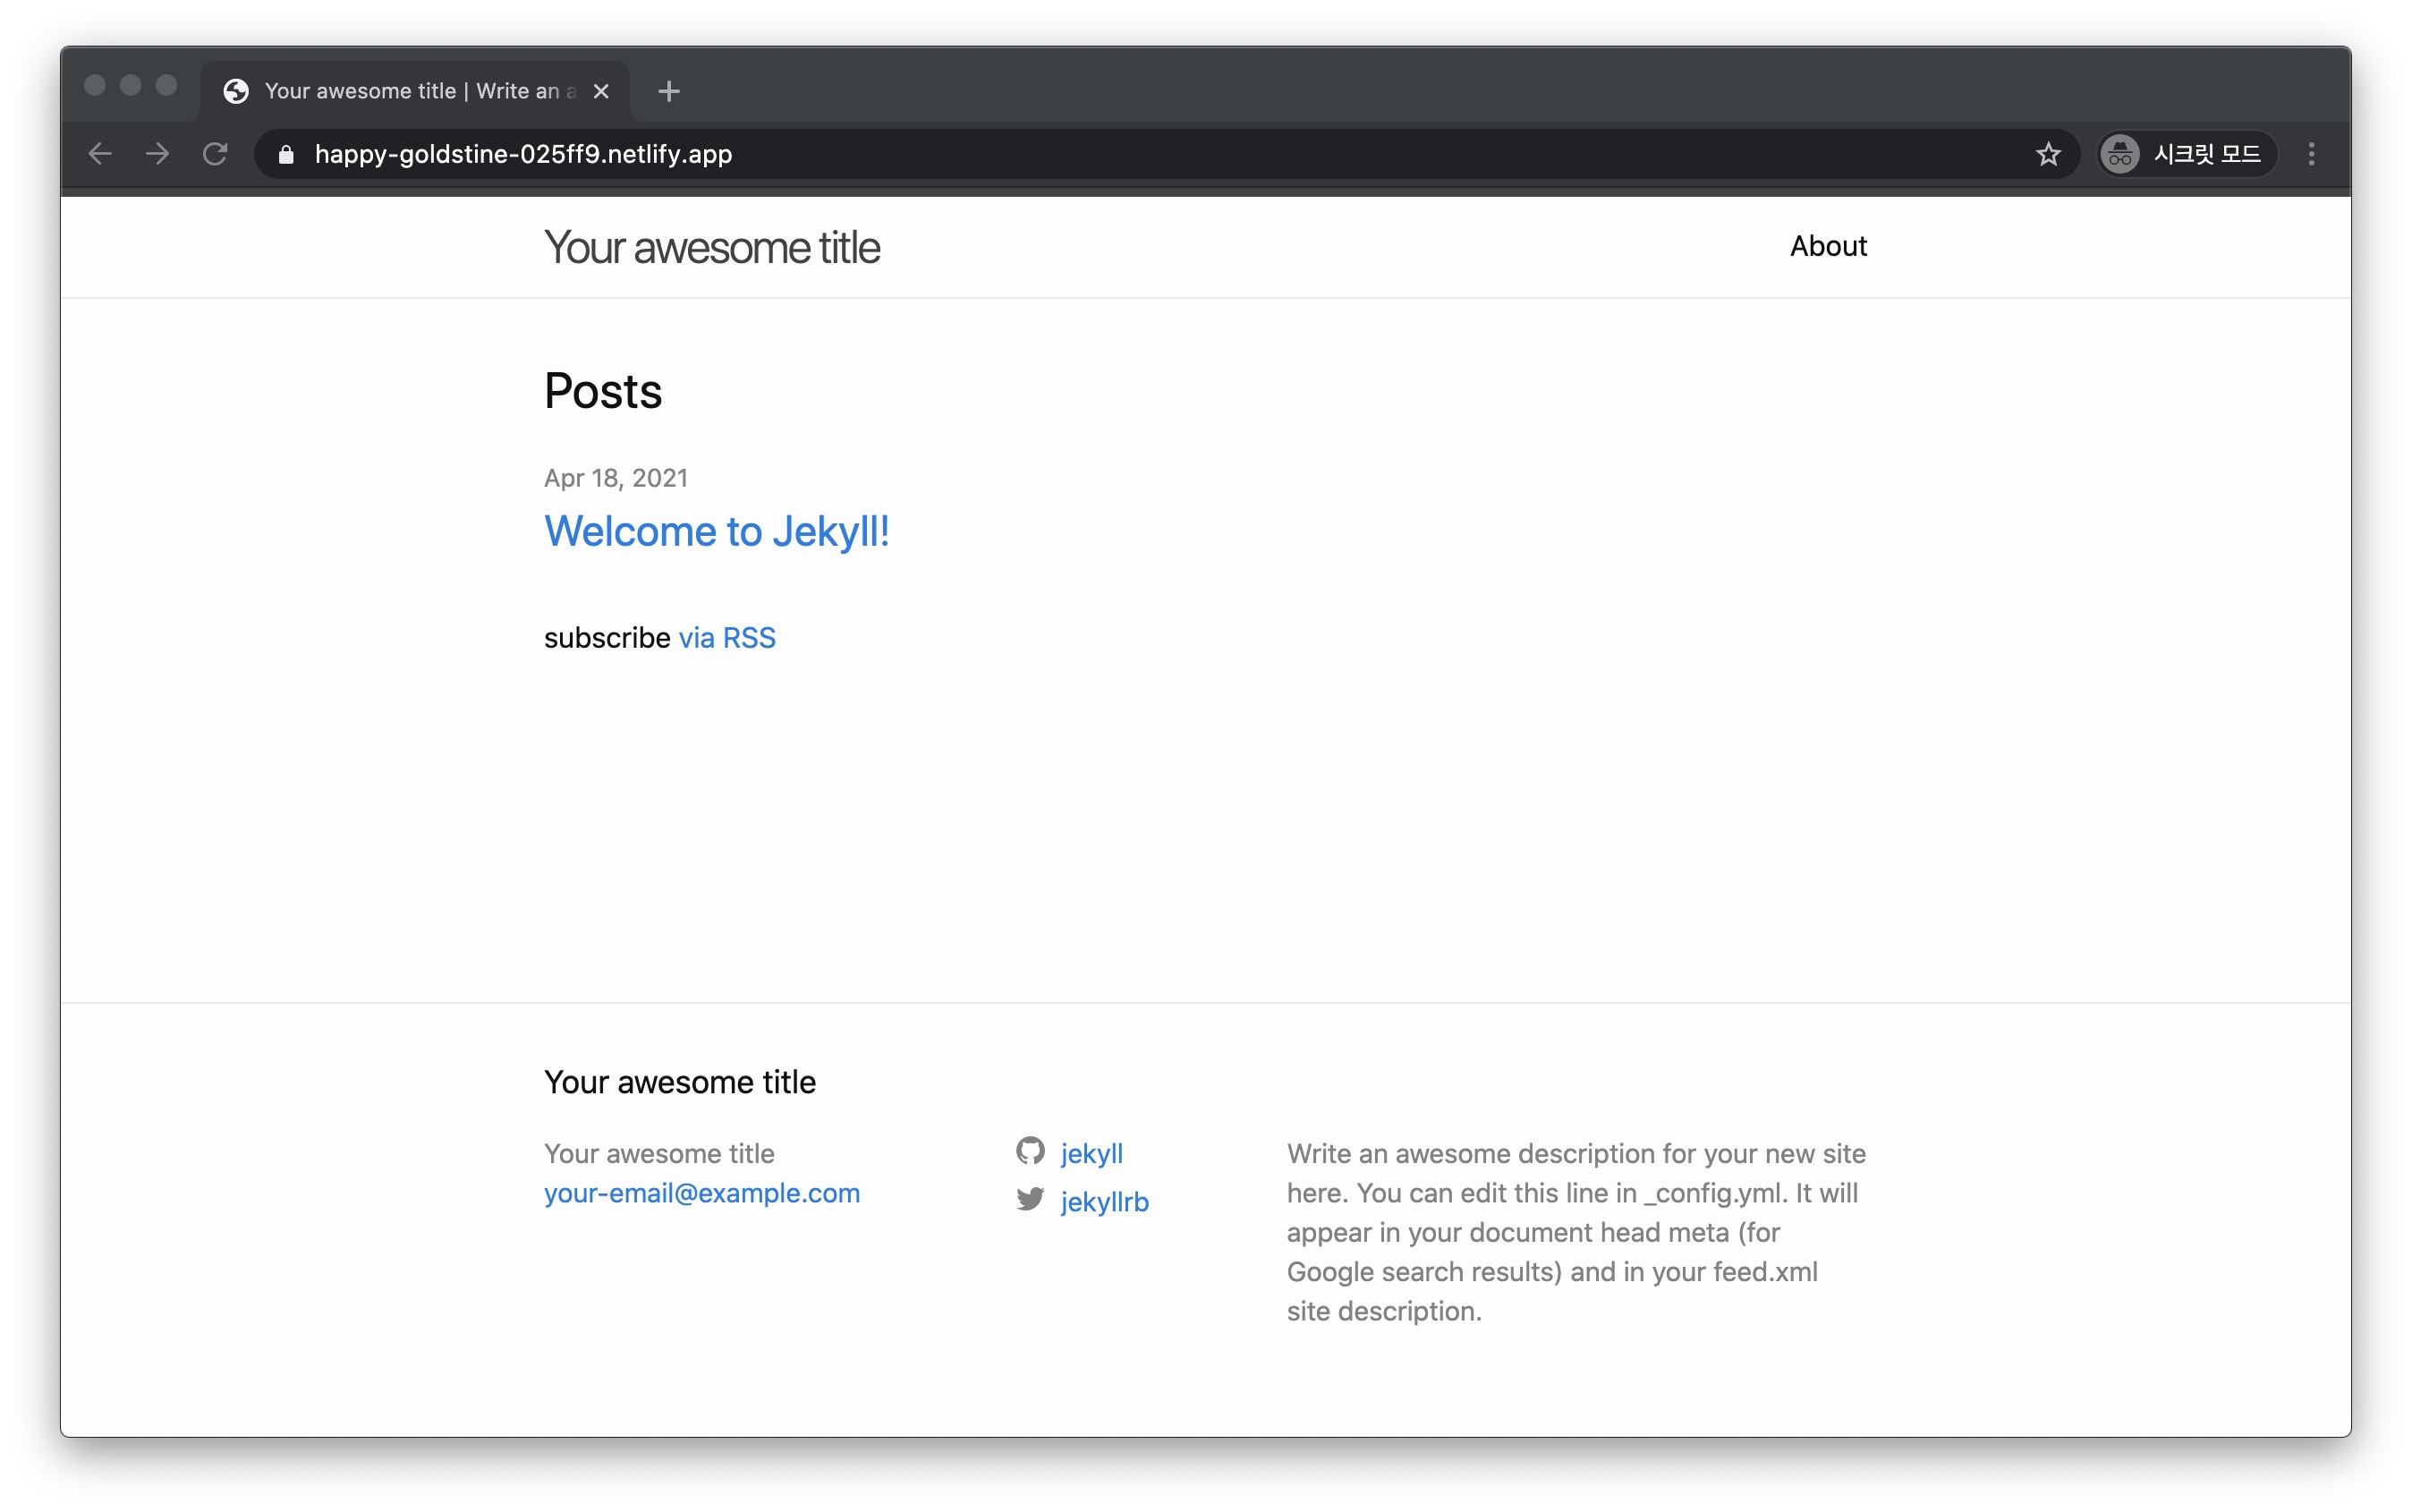 Your awesome title | Write an a
happy-goldstine-025ff9.netlify.app
시크릿 모드
Your awesome title
About
Posts
Apr 18, 2021
Welcome to Jekyll!
subscribe via RSS
Your awesome title
Your awesome title
your-email@example.com
jekyll
jekyllrb
Write an awesome description for your new site
here. You can edit this line in _config.yml. It will
appear in your document head meta (for
Google search results) and in your feed.xml
site description.